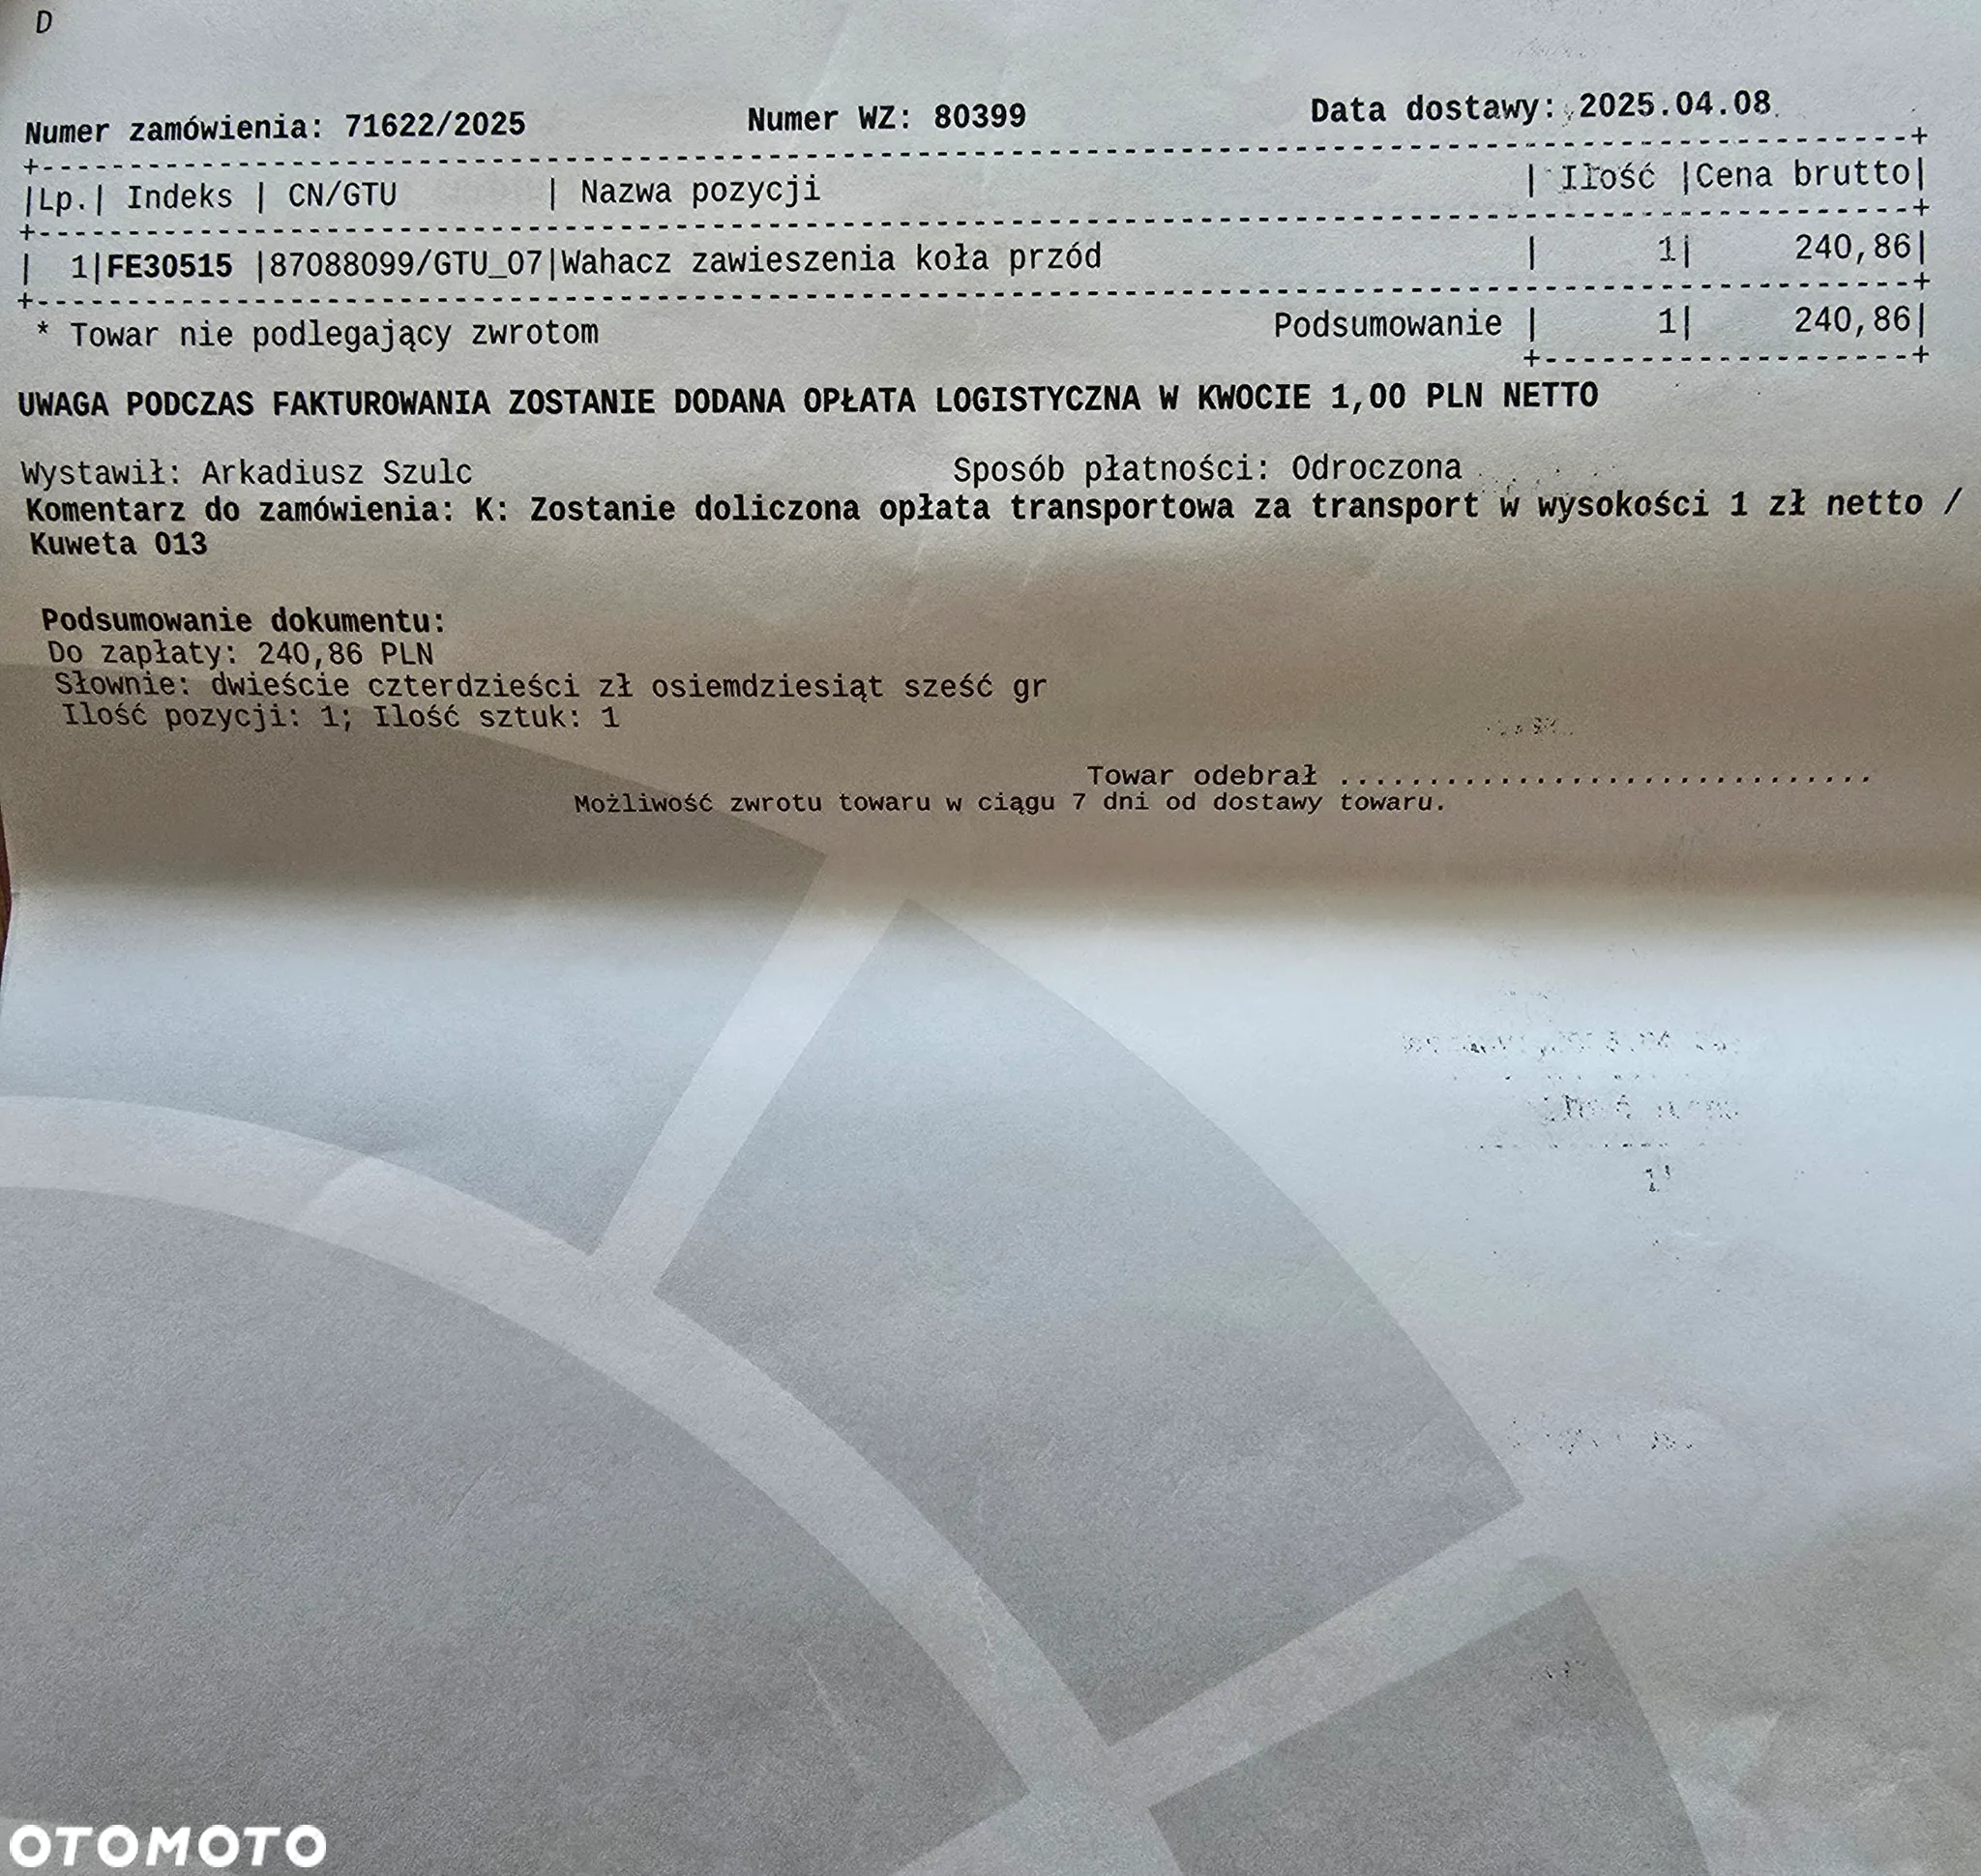 D
Numer zamówienia: 71622/2025 Numer WZ: 80399 Data dostawy: 2025.04.08
|Lp.| Indeks | CN/GTU | Nazwa pozycji | Ilość |Cena brutto|
| 1|FE30515 |87088099/GTU_07|Wahacz zawieszenia koła przód | 1| 240,86|
* Towar nie podlegający zwrotom Podsumowanie | 1| 240,86|
UWAGA PODCZAS FAKTUROWANIA ZOSTANIE DODANA OPŁATA LOGISTYCZNA W KWOCIE 1,00 PLN NETTO
Wystawił: Arkadiusz Szulc Sposób płatności: Odroczona
Komentarz do zamówienia: K: Zostanie doliczona opłata transportowa za transport w wysokości 1 zł netto /
Kuweta 013
Podsumowanie dokumentu:
Do zapłaty: 240,86 PLN
Słownie: dwieście czterdzieści zł osiemdziesiąt sześć gr
Ilość pozycji: 1; Ilość sztuk: 1
Towar odebrał ..............................
Możliwość zwrotu towaru w ciągu 7 dni od dostawy towaru.
OTOMOTO